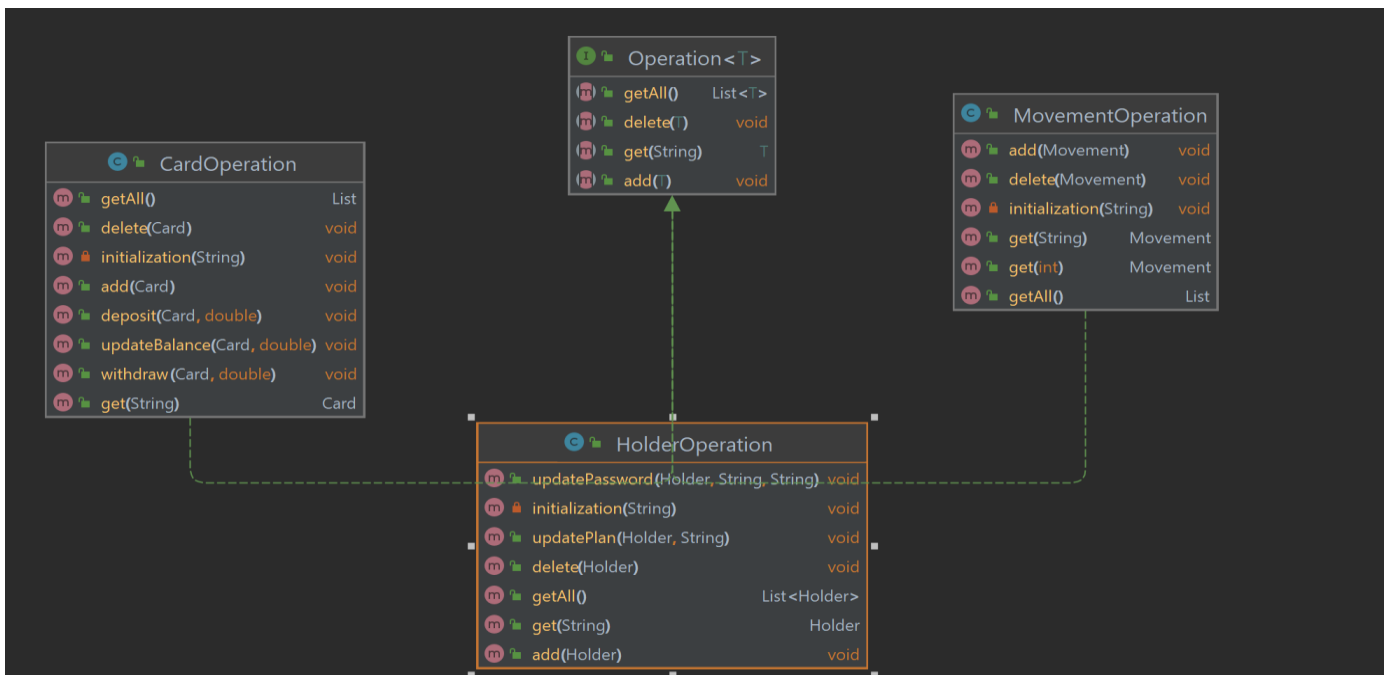 Operation<T>
getAll() List<T>
delete(T) void
get(String) T
add(T) void
MovementOperation
add(Movement) void
delete(Movement) void
initialization(String) void
get(String) Movement
get(int) Movement
getAll() List
CardOperation
getAll() List
delete(Card) void
initialization(String) void
add(Card) void
deposit(Card, double) void
updateBalance(Card, double) void
withdraw(Card, double) void
get(String) Card
HolderOperation
updatePassword(Holder, String, String) void
initialization(String) void
updatePlan(Holder, String) void
delete(Holder) void
getAll() List<Holder>
get(String) Holder
add(Holder) void